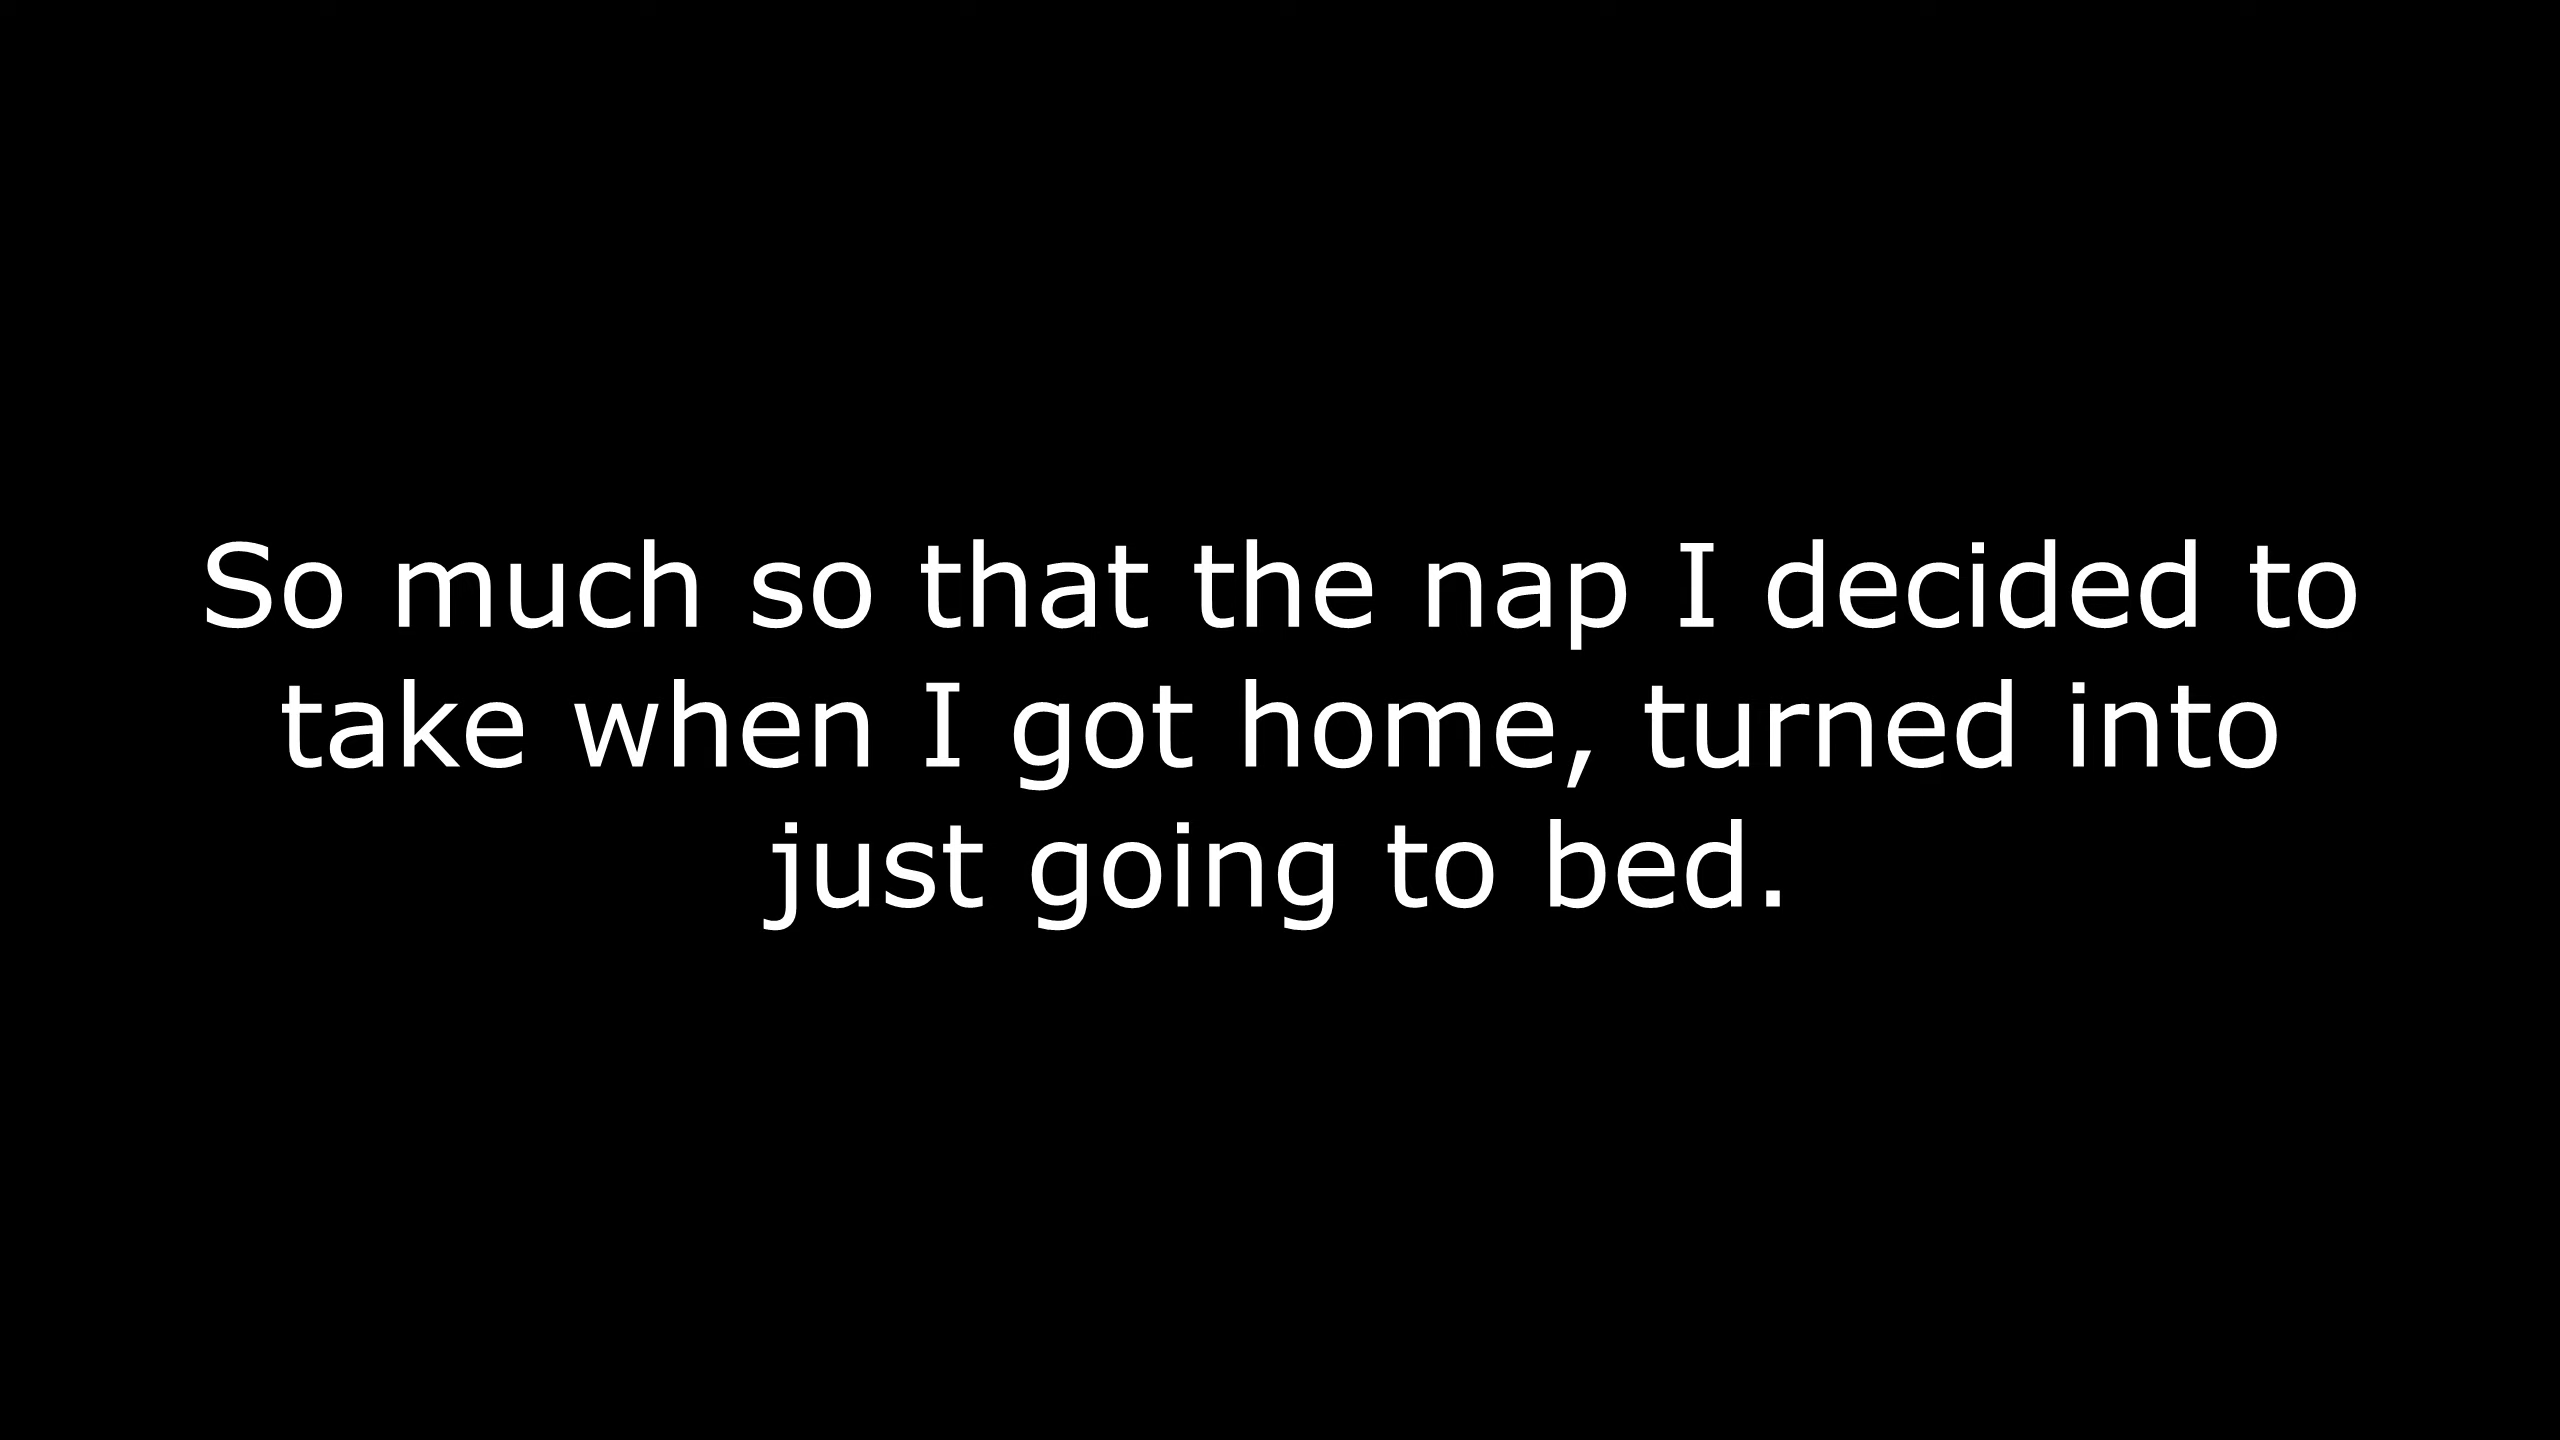 So much so that the nap I decided to
take when I got home, turned into
just going to bed.